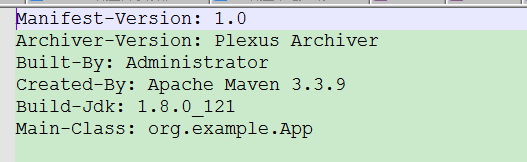 Manifest-Version: 1.0
Archiver-Version: Plexus Archiver
Built-By: Administrator
Created-By: Apache Maven 3.3.9
Build-Jdk: 1.8.0_121
Main-Class: org.example.App